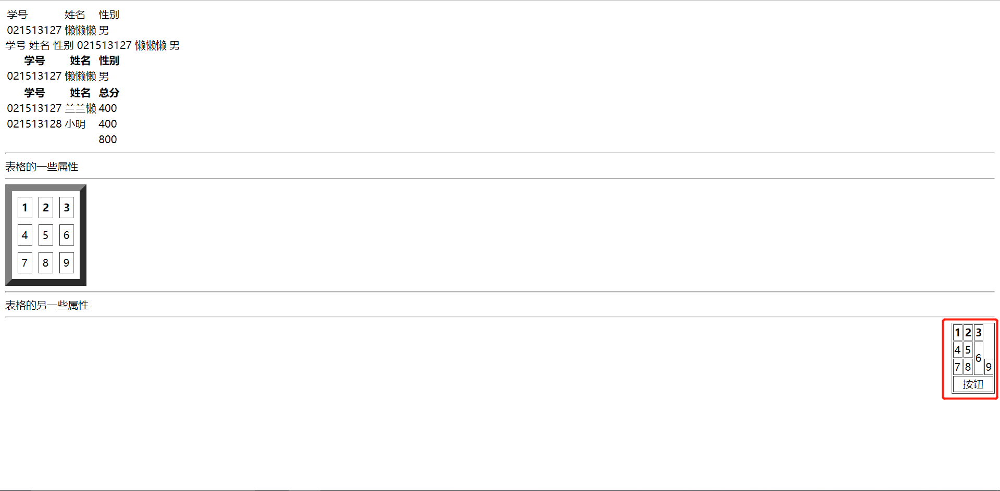 学号 姓名 性别
021513127 懒懒懒 男
学号 姓名 性别 021513127 懒懒懒 男
学号 姓名 性别
021513127 懒懒懒 男
学号 姓名 总分
021513127 兰兰懒 400
021513128 小明 400
800
表格的一些属性
1 2 3
4 5 6
7 8 9
表格的另一些属性
1 2 3
4 5 6
7 8 9
按钮